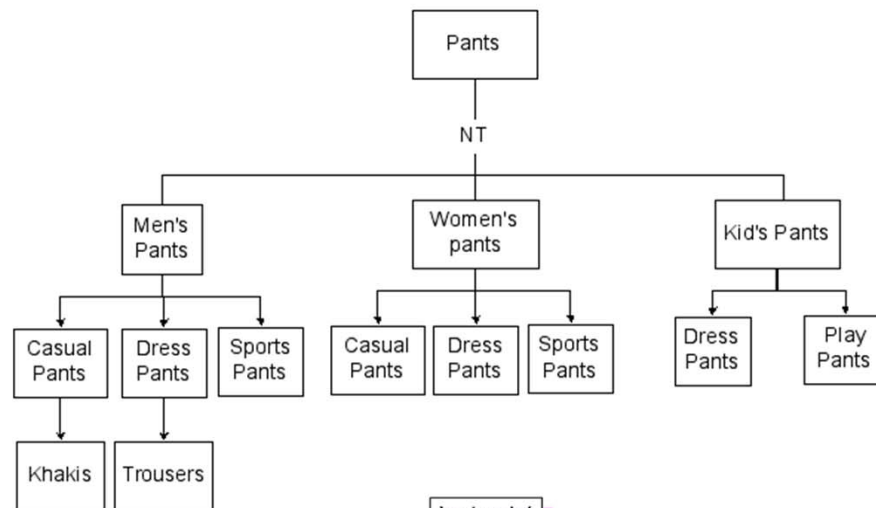 Pants
NT
Men's
Pants
Women's
pants
Kid's Pants
Casual
Pants
Dress
Pants
Sports
Pants
Casual
Pants
Dress
Pants
Sports
Pants
Dress
Pants
Play
Pants
Khakis
Trousers